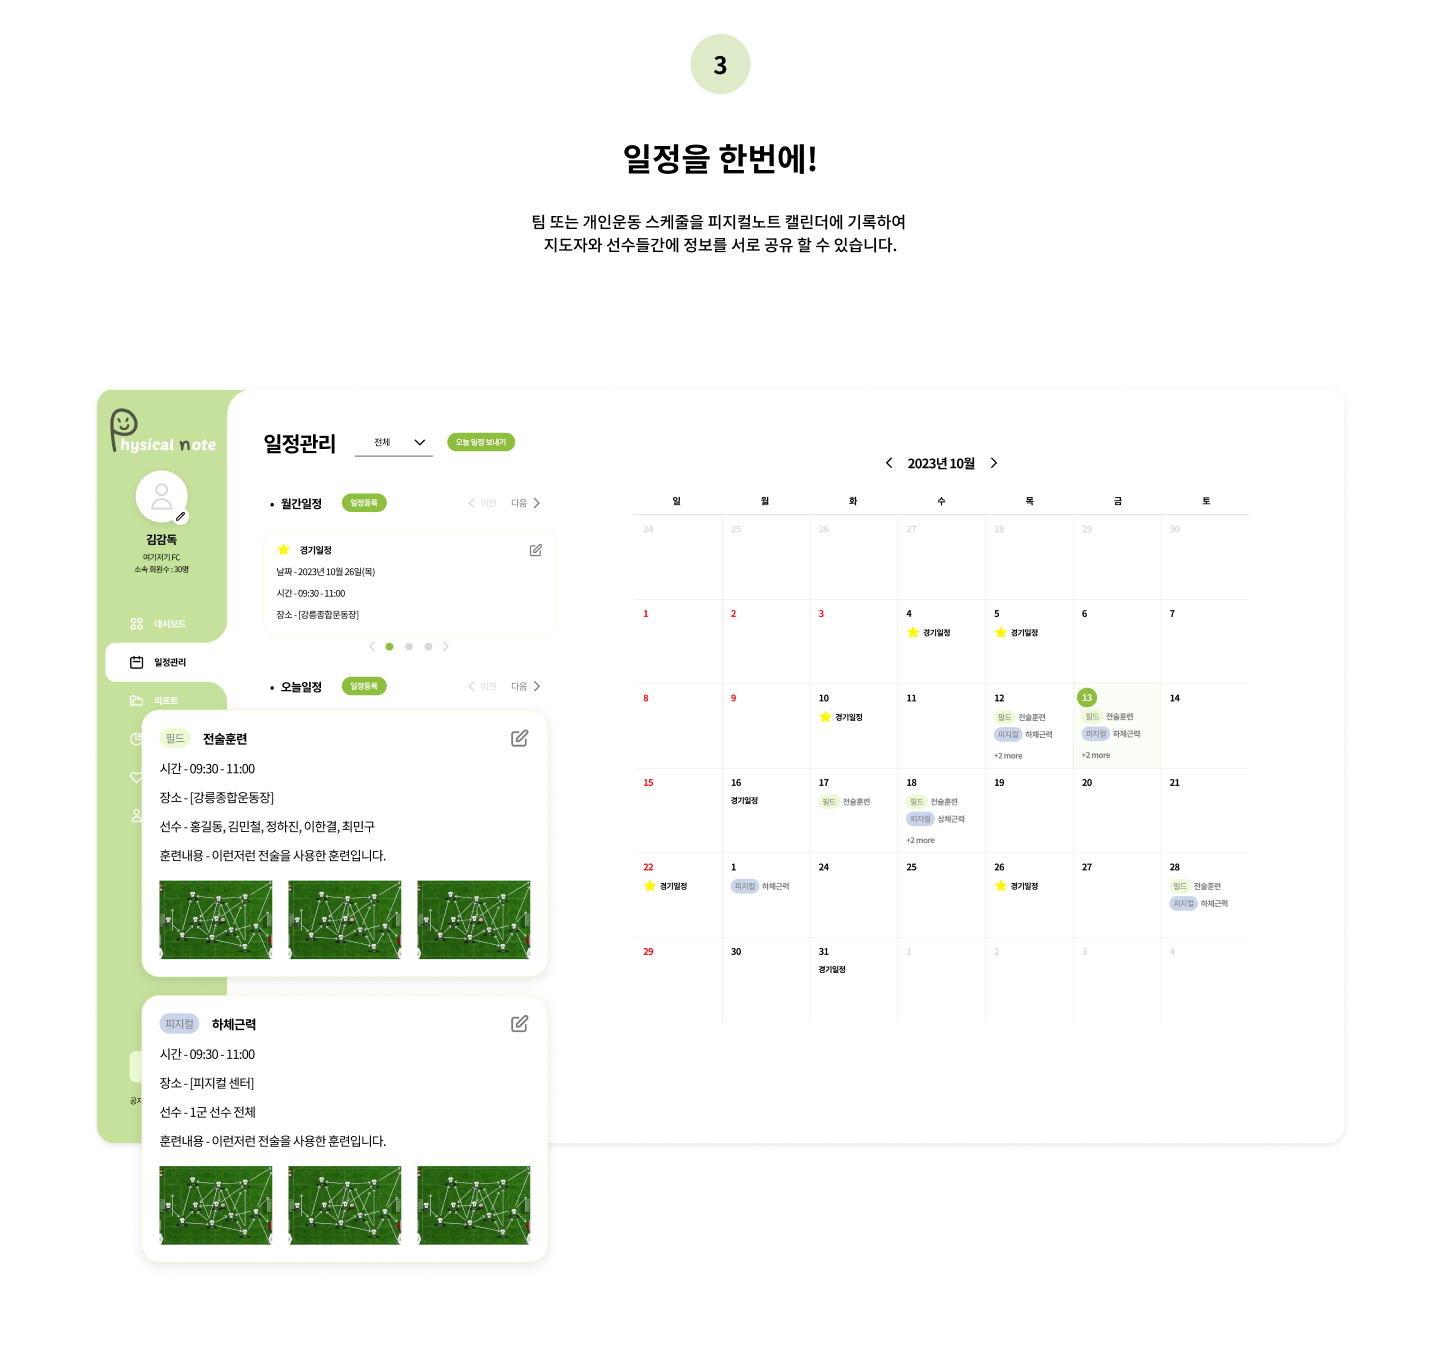 3
일정을 한번에!
팀 또는 개인운동 스케줄을 피지컬노트 캘린더에 기록하여
지도자와 선수들간에 정보를 서로 공유 할 수 있습니다.
Physical note
김감독
여기저기 FC
소속 회원수 : 30명
대시보드
일정관리
리포트
공지
일정관리
전체
오늘 일정 보내기
• 월간일정
일정등록
이전
다음
경기일정
날짜 - 2023년 10월 26일(목)
시간 - 09:30 - 11:00
장소 - [강릉종합운동장]
• 오늘일정
일정등록
이전
다음
필드 전술훈련
시간 - 09:30 - 11:00
장소 - [강릉종합운동장]
선수 - 홍길동, 김민철, 정하진, 이한결, 최민구
훈련내용 - 이런저런 전술을 사용한 훈련입니다.
피지컬 하체근력
시간 - 09:30 - 11:00
장소 - [피지컬 센터]
선수 - 1군 선수 전체
훈련내용 - 이런저런 전술을 사용한 훈련입니다.
2023년 10월
일 월 화 수 목 금 토
24 25 26 27 28 29 30
1 2 3 4 5 6 7
경기일정 경기일정
8 9 10 11 12 13 14
경기일정 필드 전술훈련 필드 전술훈련
피지컬 하체근력 피지컬 하체근력
+2 more +2 more
15 16 17 18 19 20 21
경기일정 필드 전술훈련 필드 전술훈련
피지컬 상체근력
+2 more
22 1 24 25 26 27 28
경기일정 피지컬 하체근력 경기일정 필드 전술훈련
피지컬 하체근력
29 30 31 1 2 3 4
경기일정